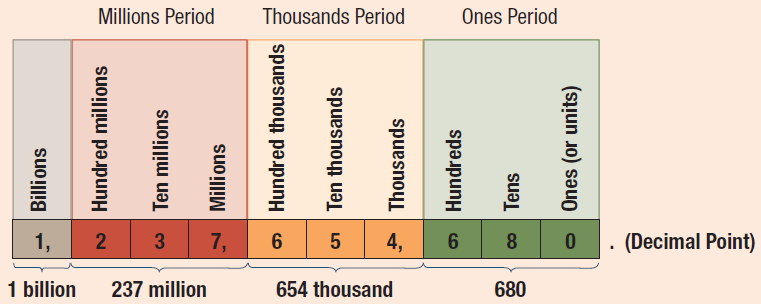 Millions Period Thousands Period Ones Period
Billions
Hundred millions
Ten millions
Millions
Hundred thousands
Ten thousands
Thousands
Hundreds
Tens
Ones (or units)
1, 2 3 7, 6 5 4, 6 8 0 . (Decimal Point)
1 billion 237 million 654 thousand 680